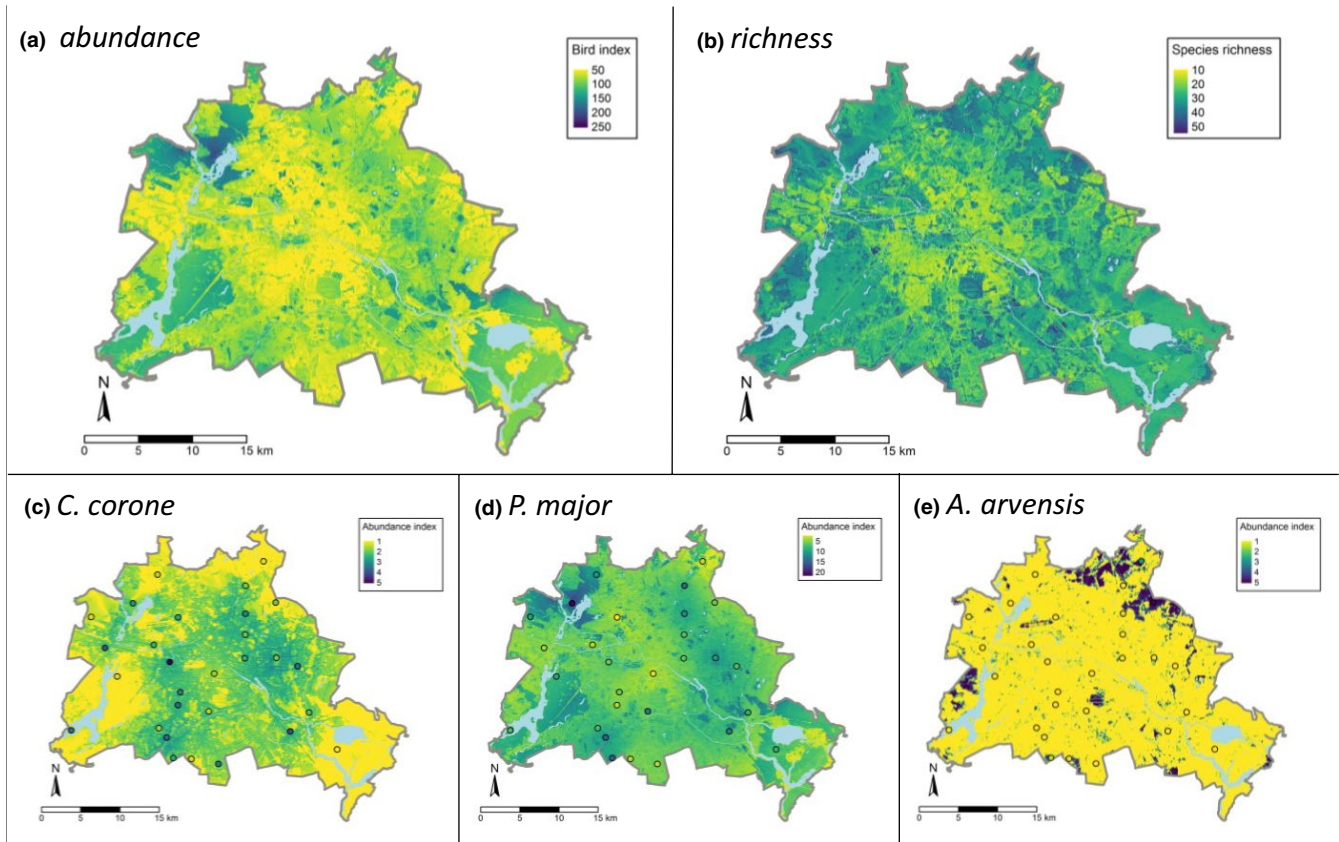 (a) abundance
Bird index
50
100
150
200
250
N
0 5 10 15 km
(b) richness
Species richness
10
20
30
40
50
N
0 5 10 15 km
(c) C. corone
Abundance index
1
2
3
4
5
N
0 5 10 15 km
(d) P. major
Abundance index
5
10
15
20
N
0 5 10 15 km
(e) A. arvensis
Abundance index
1
2
3
4
5
N
0 5 10 15 km